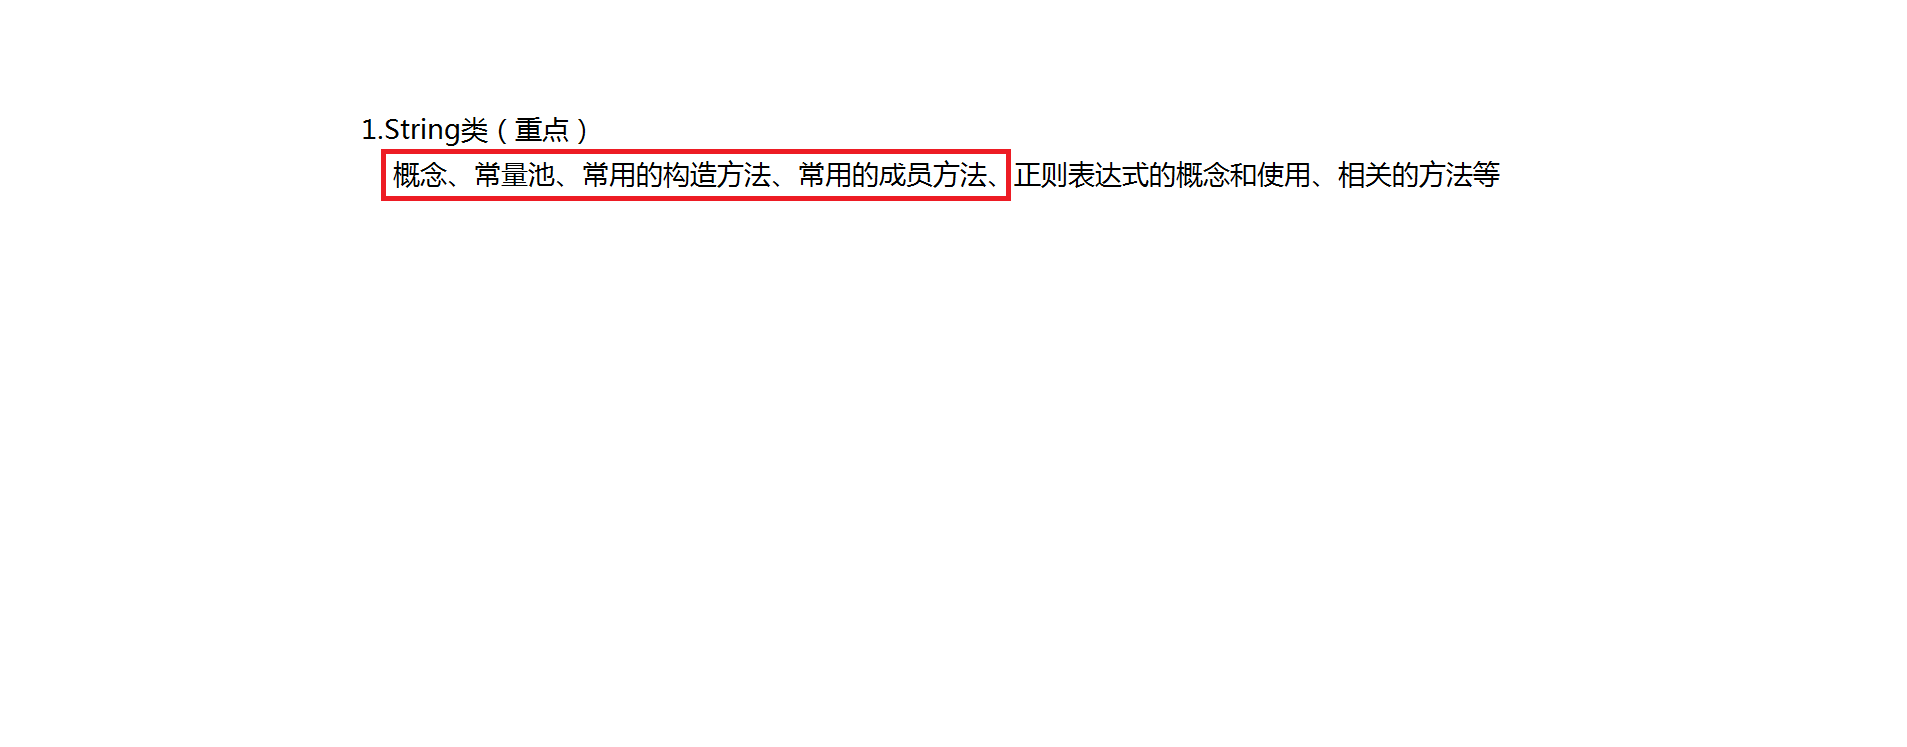 1.String类（重点）
概念、常量池、常用的构造方法、常用的成员方法、正则表达式的概念和使用、相关的方法等